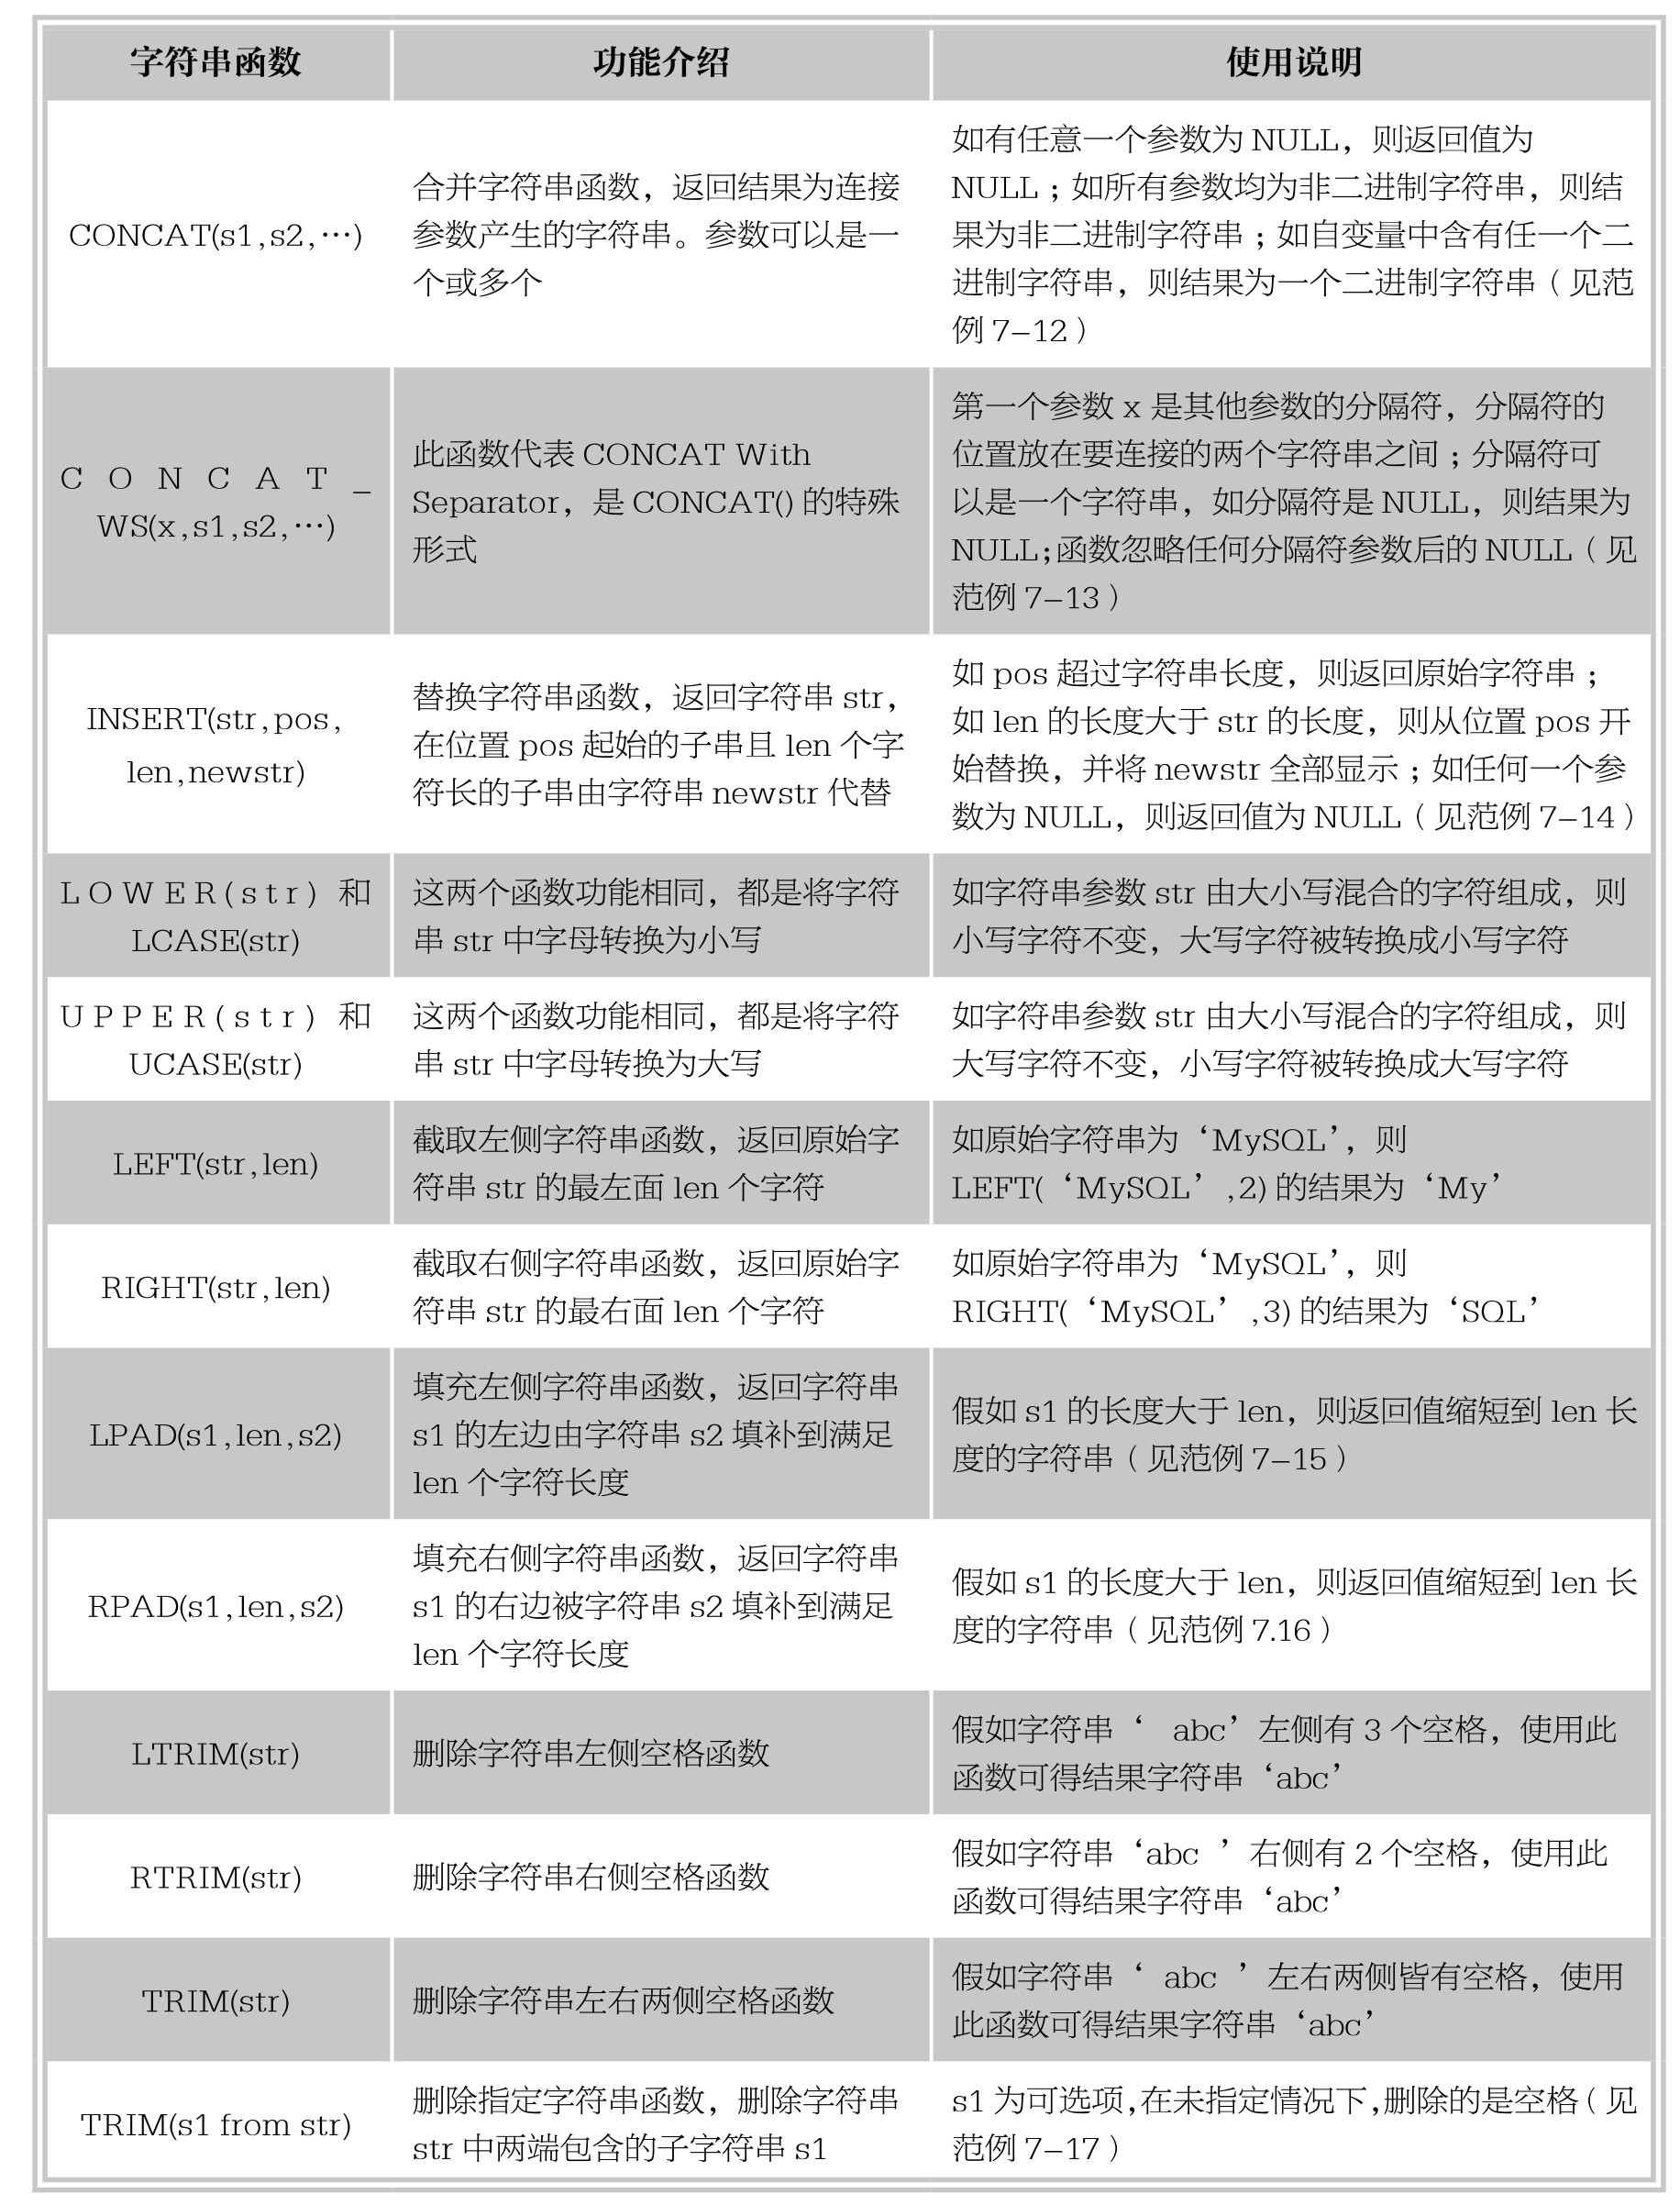 字符串函数
功能介绍
使用说明
CONCAT(s1,s2,…)
合并字符串函数，返回结果为连接
参数产生的字符串。参数可以是一
个或多个
如有任意一个参数为 NULL，则返回值为
NULL；如所有参数均为非二进制字符串，则结
果为非二进制字符串；如自变量中含有任一个二
进制字符串，则结果为一个二进制字符串（见范
例 7–12）
CONCAT_
WS(x,s1,s2,…)
此函数代表 CONCAT With
Separator，是 CONCAT() 的特殊
形式
第一个参数 x 是其他参数的分隔符，分隔符的
位置放在要连接的两个字符串之间；分隔符可
以是一个字符串，如分隔符是 NULL，则结果为
NULL;函数忽略任何分隔符参数后的 NULL（见
范例 7–13）
INSERT(str,pos,
len,newstr)
替换字符串函数，返回字符串 str，
在位置 pos 起始的子串且 len 个字
符长的子串由字符串 newstr 代替
如 pos 超过字符串长度，则返回原始字符串；
如 len 的长度大于 str 的长度，则从位置 pos 开
始替换，并将 newstr 全部显示；如任何一个参
数为 NULL，则返回值为 NULL（见范例 7–14）
LOWER(str) 和
LCASE(str)
这两个函数功能相同，都是将字符
串 str 中字母转换为小写
如字符串参数 str 由大小写混合的字符组成，则
小写字符不变，大写字符被转换成小写字符
UPPER(str) 和
UCASE(str)
这两个函数功能相同，都是将字符
串 str 中字母转换为大写
如字符串参数 str 由大小写混合的字符组成，则
大写字符不变，小写字符被转换成大写字符
LEFT(str,len)
截取左侧字符串函数，返回原始字
符串 str 的最左面 len 个字符
如原始字符串为‘MySQL’，则
LEFT(‘MySQL’,2) 的结果为‘My’
RIGHT(str,len)
截取右侧字符串函数，返回原始字
符串 str 的最右面 len 个字符
如原始字符串为‘MySQL’，则
RIGHT(‘MySQL’,3) 的结果为‘SQL’
LPAD(s1,len,s2)
填充左侧字符串函数，返回字符串
s1 的左边由字符串 s2 填补到满足
len 个字符长度
假如 s1 的长度大于 len，则返回值缩短到 len 长
度的字符串（见范例 7–15）
RPAD(s1,len,s2)
填充右侧字符串函数，返回字符串
s1 的右边被字符串 s2 填补到满足
len 个字符长度
假如 s1 的长度大于 len，则返回值缩短到 len 长
度的字符串（见范例 7.16）
LTRIM(str)
删除字符串左侧空格函数
假如字符串‘   abc’左侧有 3 个空格，使用此
函数可得结果字符串‘abc’
RTRIM(str)
删除字符串右侧空格函数
假如字符串‘abc  ’右侧有 2 个空格，使用此
函数可得结果字符串‘abc’
TRIM(str)
删除字符串左右两侧空格函数
假如字符串‘  abc  ’左右两侧皆有空格，使用
此函数可得结果字符串‘abc’
TRIM(s1 from str)
删除指定字符串函数，删除字符串
str 中两端包含的子字符串 s1
s1 为可选项,在未指定情况下,删除的是空格（见
范例 7–17）